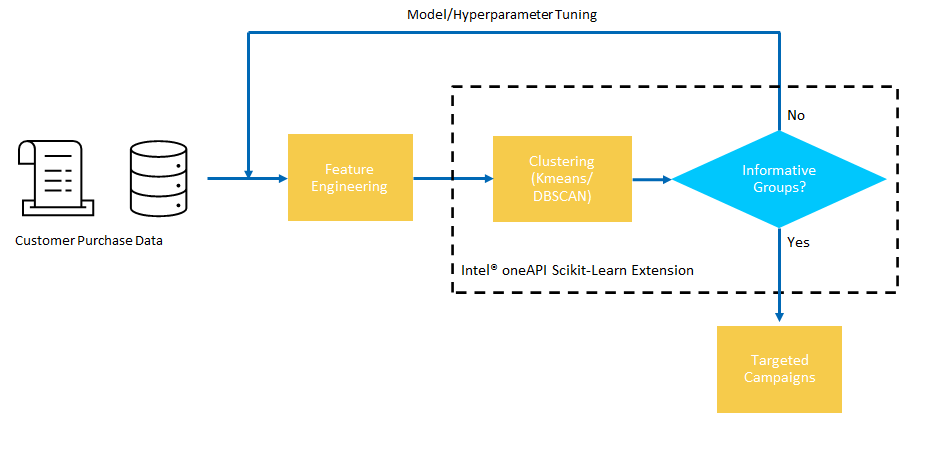 Model/Hyperparameter Tuning
No
Feature
Engineering
Clustering
(Kmeans/
DBSCAN)
Informative
Groups?
Customer Purchase Data
Yes
Intel® oneAPI Scikit-Learn Extension
Targeted
Campaigns